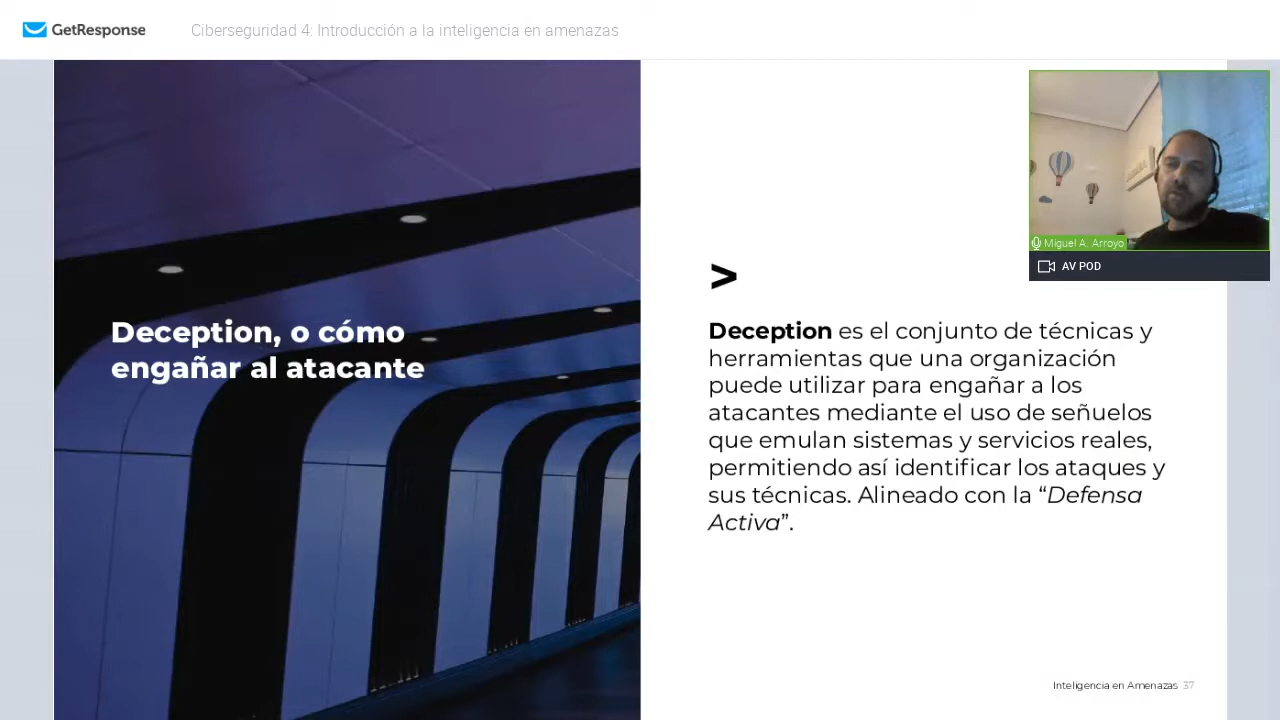 GetResponse
Ciberseguridad 4: Introducción a la inteligencia en amenazas
Miguel A. Arroyo
AV POD
Deception, o cómo
engañar al atacante
>
Deception es el conjunto de técnicas y
herramientas que una organización
puede utilizar para engañar a los
atacantes mediante el uso de señuelos
que emulan sistemas y servicios reales,
permitiendo así identificar los ataques y
sus técnicas. Alineado con la “Defensa
Activa”.
Inteligencia en Amenazas 37